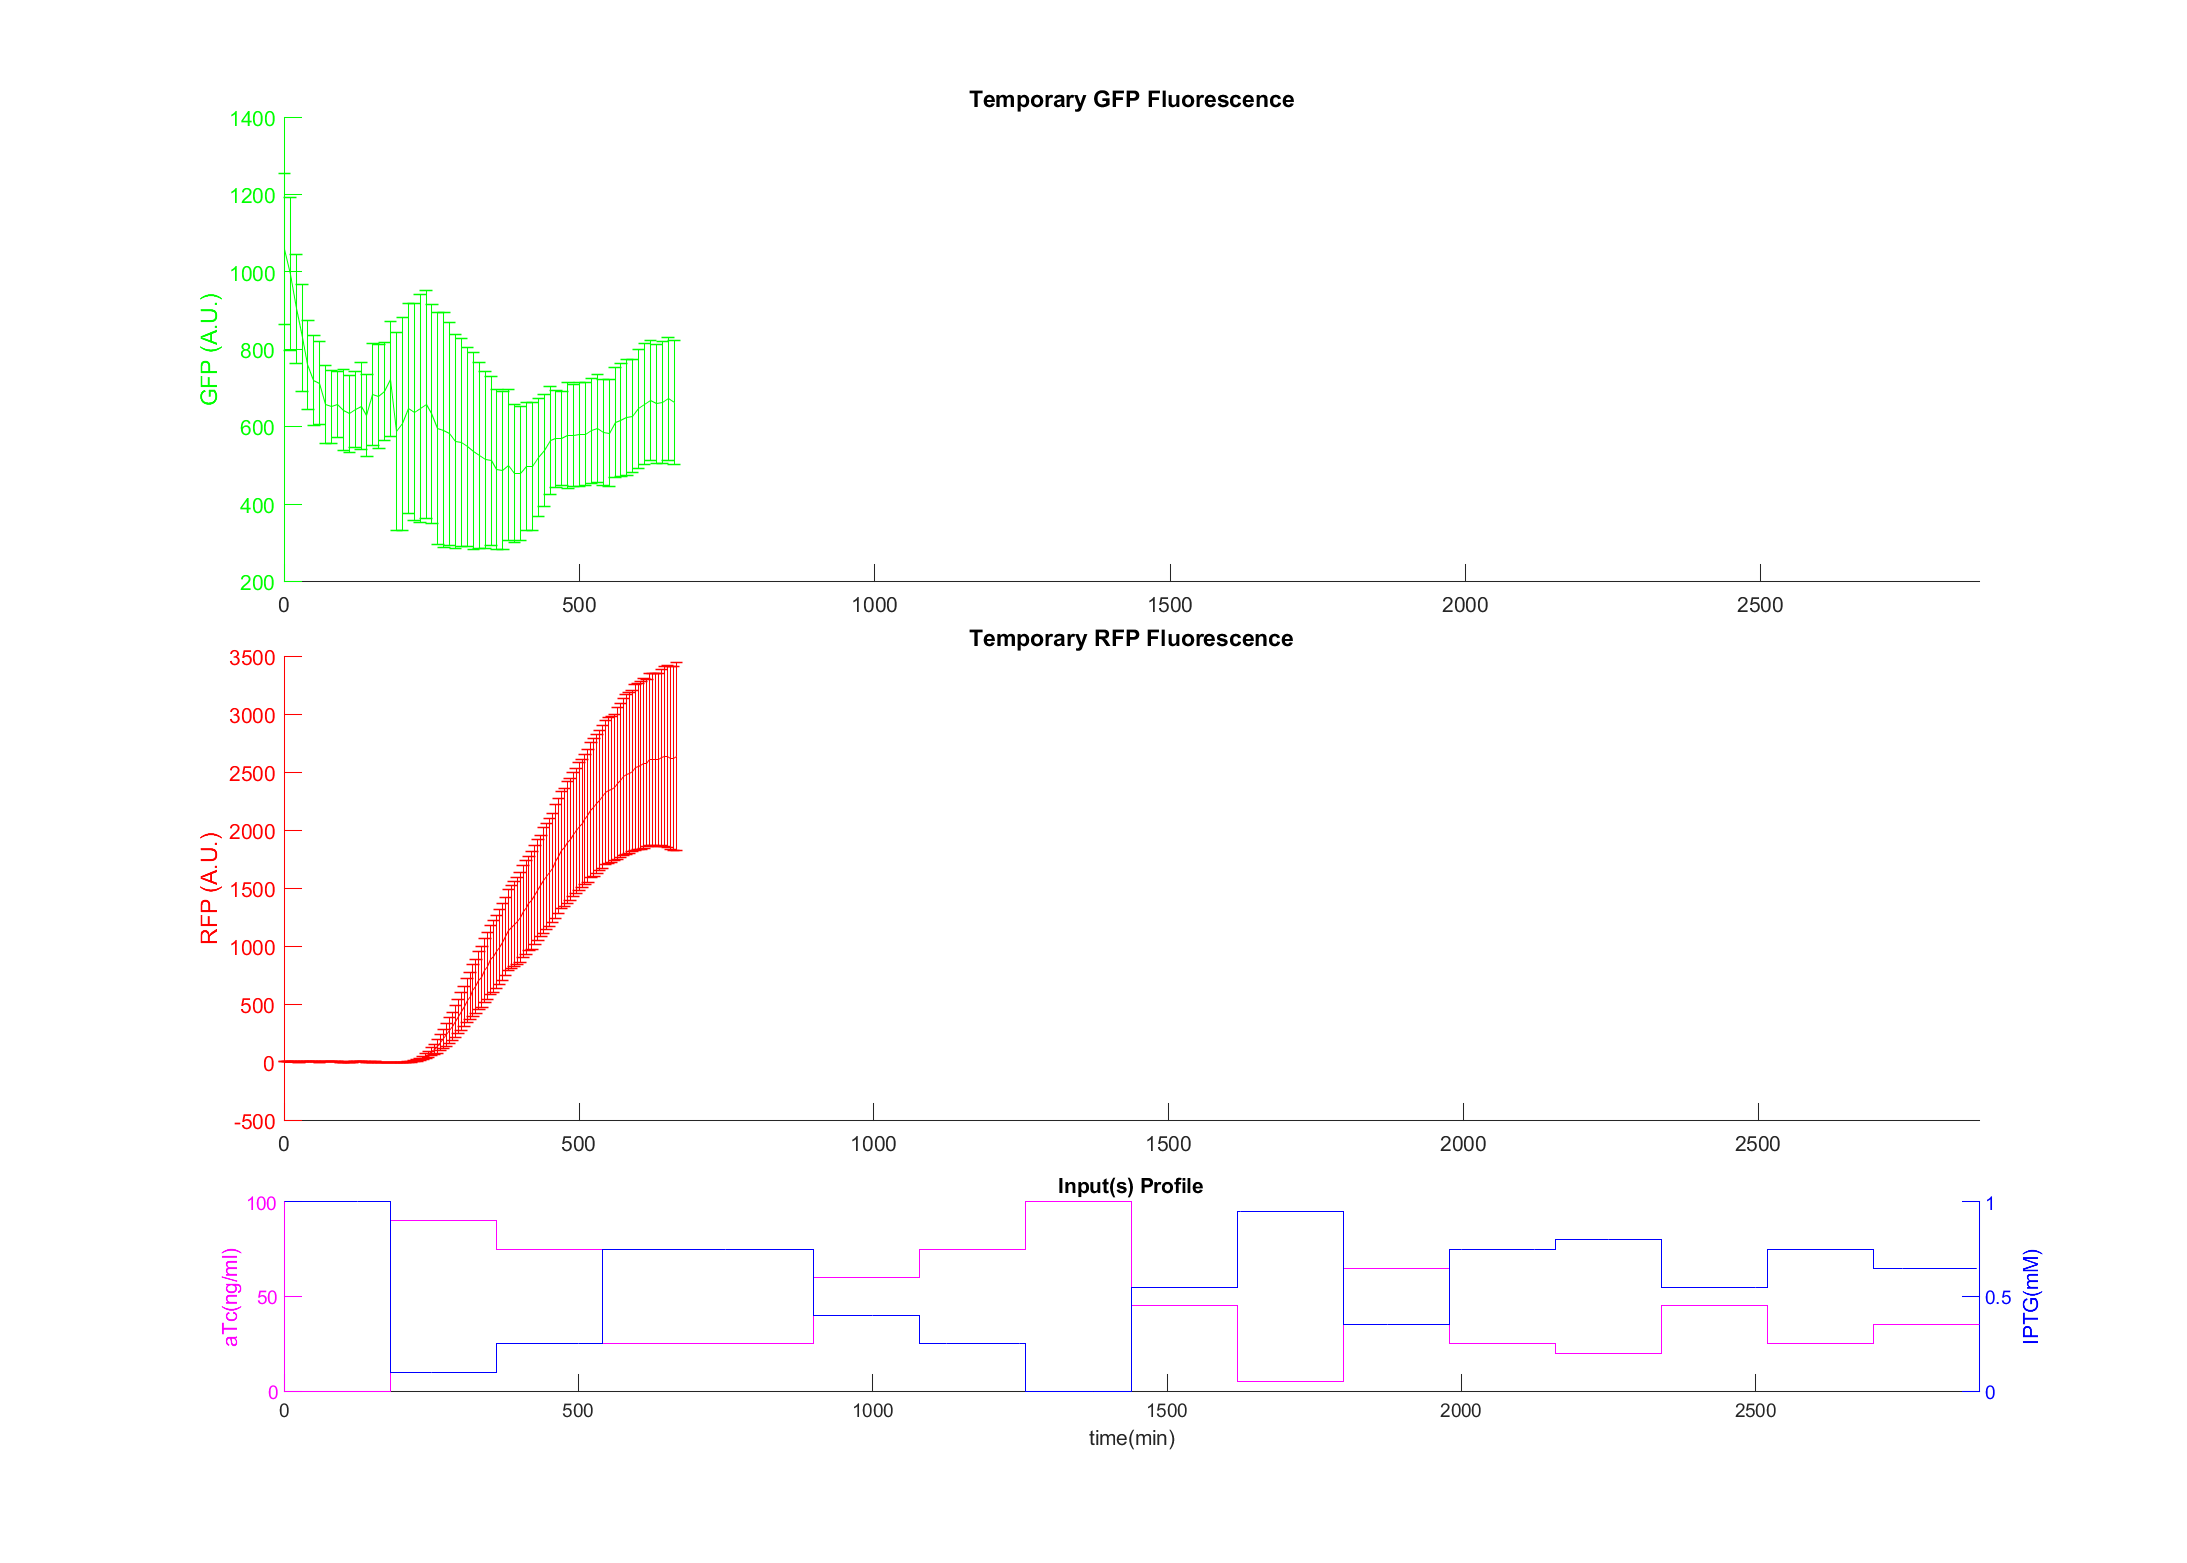 Temporary GFP Fluorescence
1400
1200
1000
800
600
400
200
GFP (A.U.)
0 500 1000 1500 2000 2500
Temporary RFP Fluorescence
3500
3000
2500
2000
1500
1000
500
0
-500
RFP (A.U.)
0 500 1000 1500 2000 2500
Input(s) Profile
100
50
0
aTc(ng/ml)
1
0.5
0
IPTG(mM)
0 500 1000 1500 2000 2500
time(min)